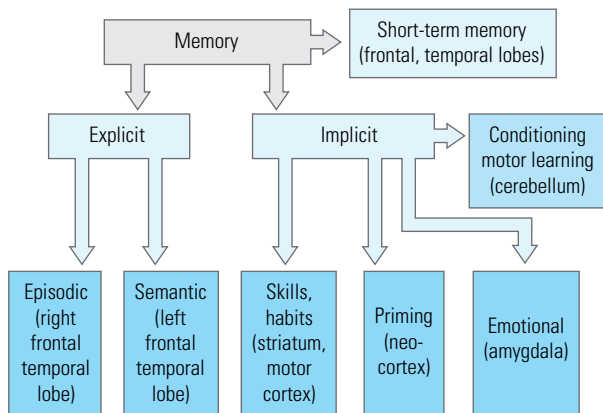 Memory
Short-term memory
(frontal, temporal lobes)
Explicit
Implicit
Conditioning
motor learning
(cerebellum)
Episodic
(right
frontal
temporal
lobe)
Semantic
(left
frontal
temporal
lobe)
Skills,
habits
(striatum,
motor
cortex)
Priming
(neo-
cortex)
Emotional
(amygdala)